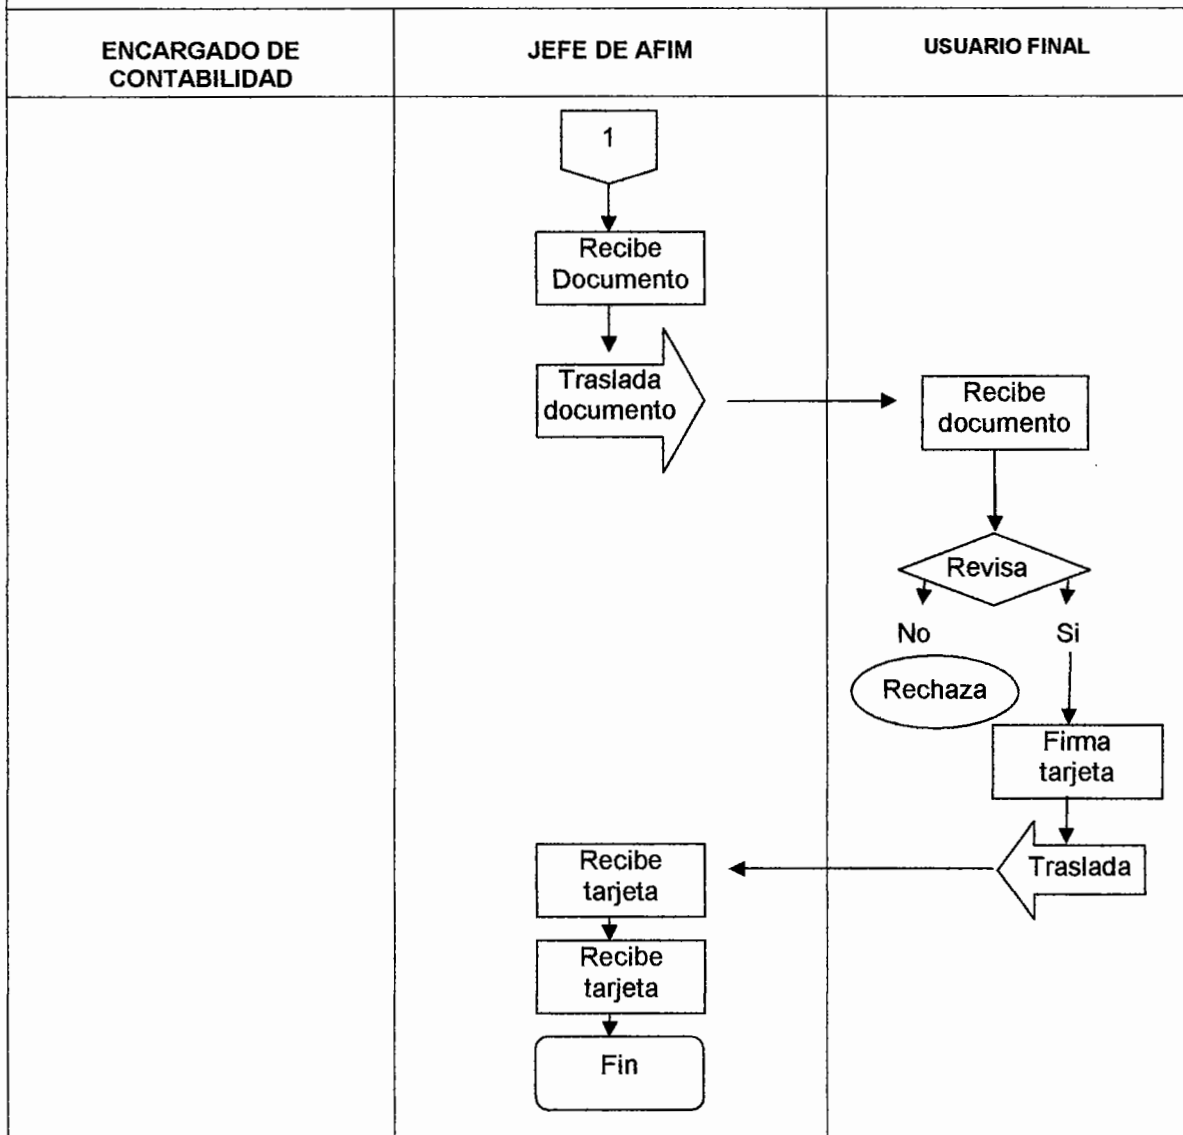 ENCARGADO DE
CONTABILIDAD
JEFE DE AFIM
USUARIO FINAL
1
Recibe
Documento
Traslada
documento
Recibe
documento
Revisa
No
Si
Rechaza
Firma
tarjeta
Traslada
Recibe
tarjeta
Recibe
tarjeta
Fin